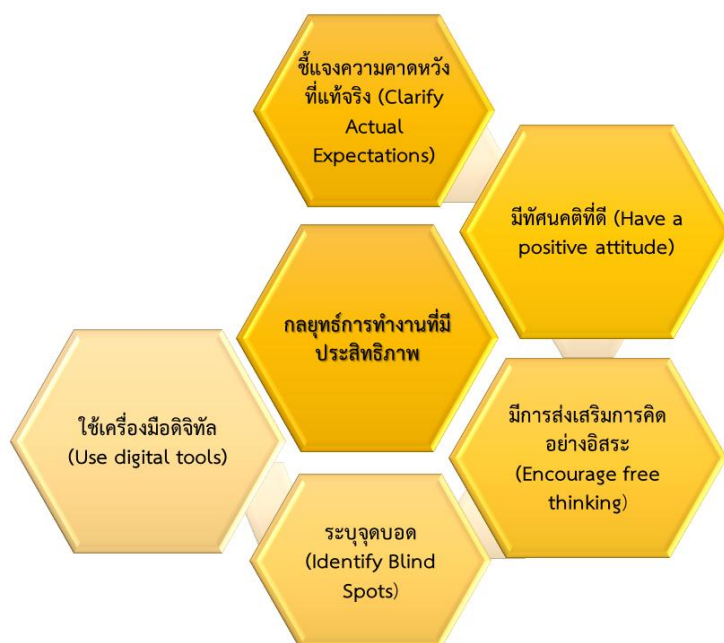 ชี้แจงความคาดหวัง
ที่แท้จริง (Clarify
Actual
Expectations)
มีทัศนคติที่ดี (Have a
positive attitude)
กลยุทธ์การทำงานที่มี
ประสิทธิภาพ
มีการส่งเสริมการคิด
อย่างอิสระ
(Encourage free
thinking)
ระบุจุดบอด
(Identify Blind
Spots)
ใช้เครื่องมือดิจิทัล
(Use digital tools)